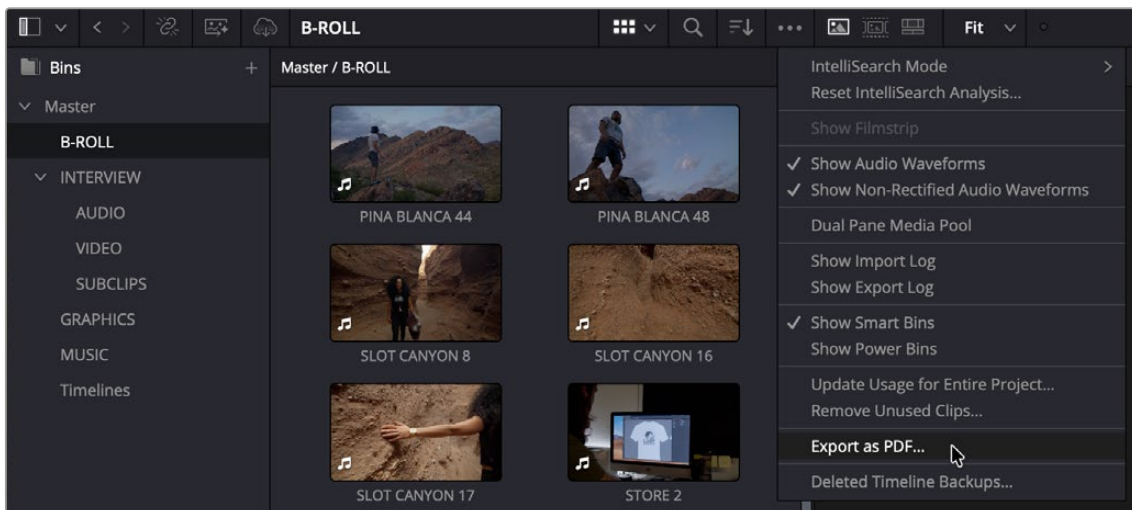 B-ROLL
Fit
Bins
Master / B-ROLL
Master
B-ROLL
INTERVIEW
AUDIO
VIDEO
SUBCLIPS
GRAPHICS
MUSIC
Timelines
PINA BLANCA 44
PINA BLANCA 48
SLOT CANYON 8
SLOT CANYON 16
SLOT CANYON 17
STORE 2
IntelliSearch Mode
Reset IntelliSearch Analysis...
Show Filmstrip
Show Audio Waveforms
Show Non-Rectified Audio Waveforms
Dual Pane Media Pool
Show Import Log
Show Export Log
Show Smart Bins
Show Power Bins
Update Usage for Entire Project...
Remove Unused Clips...
Export as PDF...
Deleted Timeline Backups...